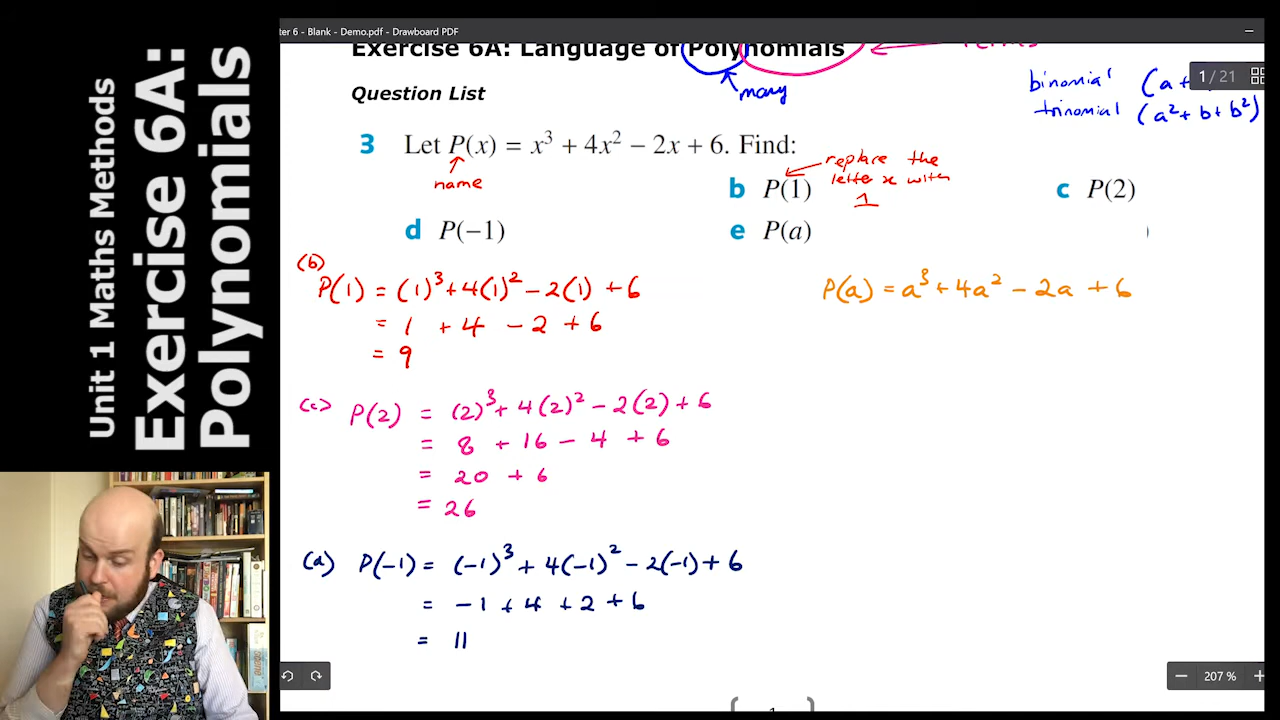 Unit 1 Maths Methods
Exercise 6A:
Polynomials
ter 6 - Blank - Demo.pdf - Drawboard PDF
Exercise 6A: Language of Polynomials
1 / 21
many
binomial (a +
trinomial (a² + b + b²)
Question List
3 Let P(x) = x³ + 4x² − 2x + 6. Find:
name
replace the
letter x with
1
b P(1)
c P(2)
d P(−1)
e P(a)
(b)
P(1) = (1)³ + 4(1)² − 2(1) + 6
= 1 + 4 − 2 + 6
= 9
P(a) = a³ + 4a² − 2a + 6
(c) P(2) = (2)³ + 4(2)² − 2(2) + 6
= 8 + 16 − 4 + 6
= 20 + 6
= 26
(d) P(−1) = (−1)³ + 4(−1)² − 2(−1) + 6
= −1 + 4 + 2 + 6
= 11
207 %